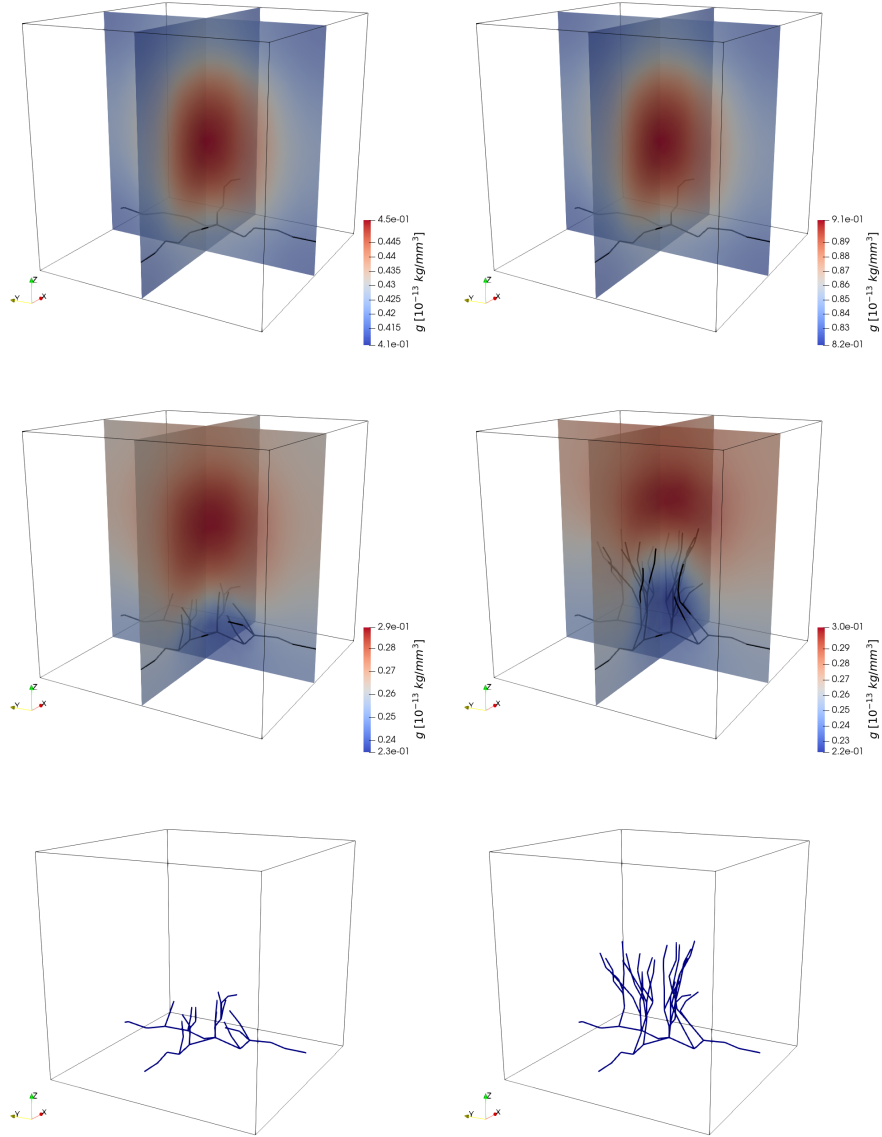 4.5e-01
0.445
0.44
0.435
0.43
0.425
0.42
0.415
4.1e-01
g [10⁻¹³ kg/mm³]
Z
Y
X
9.1e-01
0.89
0.88
0.87
0.86
0.85
0.84
0.83
8.2e-01
g [10⁻¹³ kg/mm³]
Z
Y
X
2.9e-01
0.28
0.27
0.26
0.25
0.24
2.3e-01
g [10⁻¹³ kg/mm³]
Z
Y
X
3.0e-01
0.29
0.28
0.27
0.26
0.25
0.24
0.23
2.2e-01
g [10⁻¹³ kg/mm³]
Z
Y
X
Z
Y
X
Z
Y
X